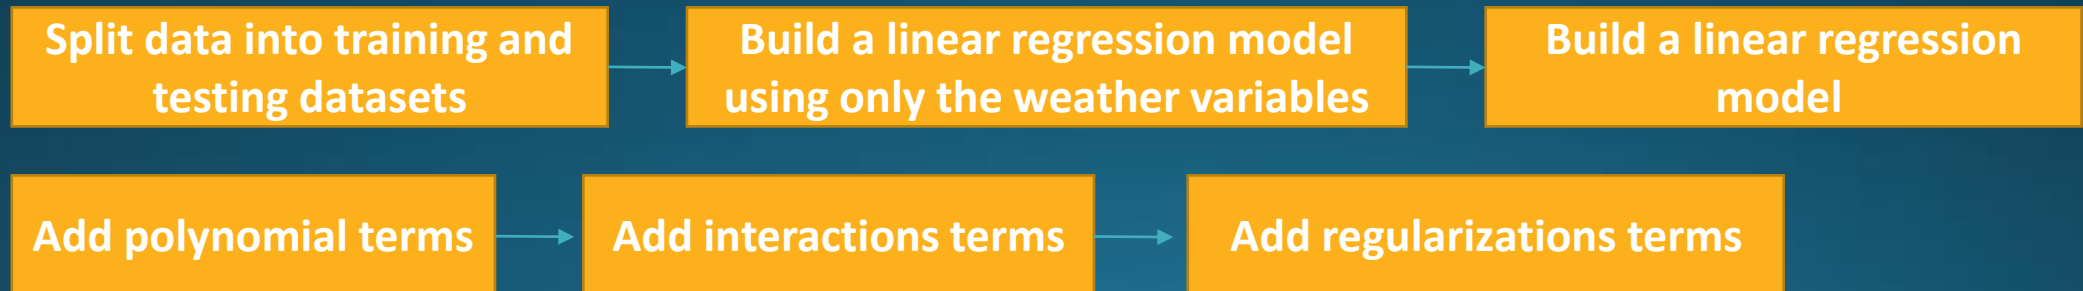 Split data into training and
testing datasets
Build a linear regression model
using only the weather variables
Build a linear regression
model
Add polynomial terms
Add interactions terms
Add regularizations terms